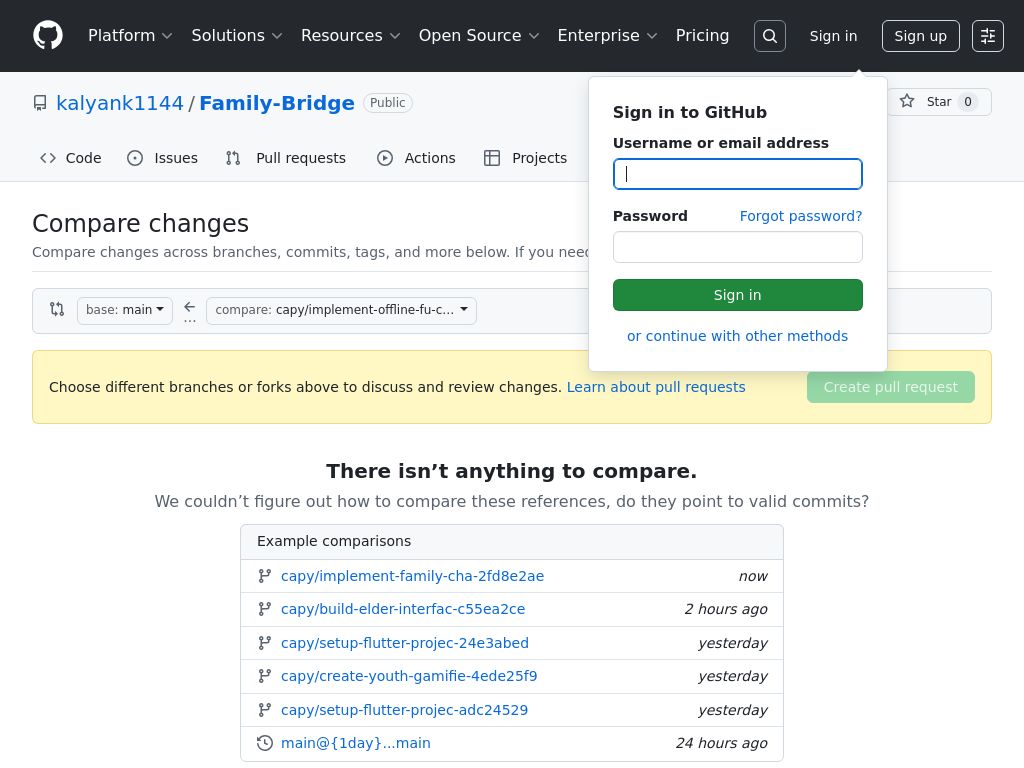 Platform Solutions Resources Open Source Enterprise Pricing Sign in Sign up
kalyank1144 / Family-Bridge Public
Star 0
Code Issues Pull requests Actions Projects
Sign in to GitHub
Username or email address
Password Forgot password?
Sign in
or continue with other methods
Compare changes
Compare changes across branches, commits, tags, and more below. If you
base: main ... compare: capy/implement-offline-fu-c...
Choose different branches or forks above to discuss and review changes. Learn about pull requests Create pull request
There isn’t anything to compare.
We couldn’t figure out how to compare these references, do they point to valid commits?
Example comparisons
capy/implement-family-cha-2fd8e2ae now
capy/build-elder-interfac-c55ea2ce 2 hours ago
capy/setup-flutter-projec-24e3abed yesterday
capy/create-youth-gamifie-4ede25f9 yesterday
capy/setup-flutter-projec-adc24529 yesterday
main@{1day}...main 24 hours ago